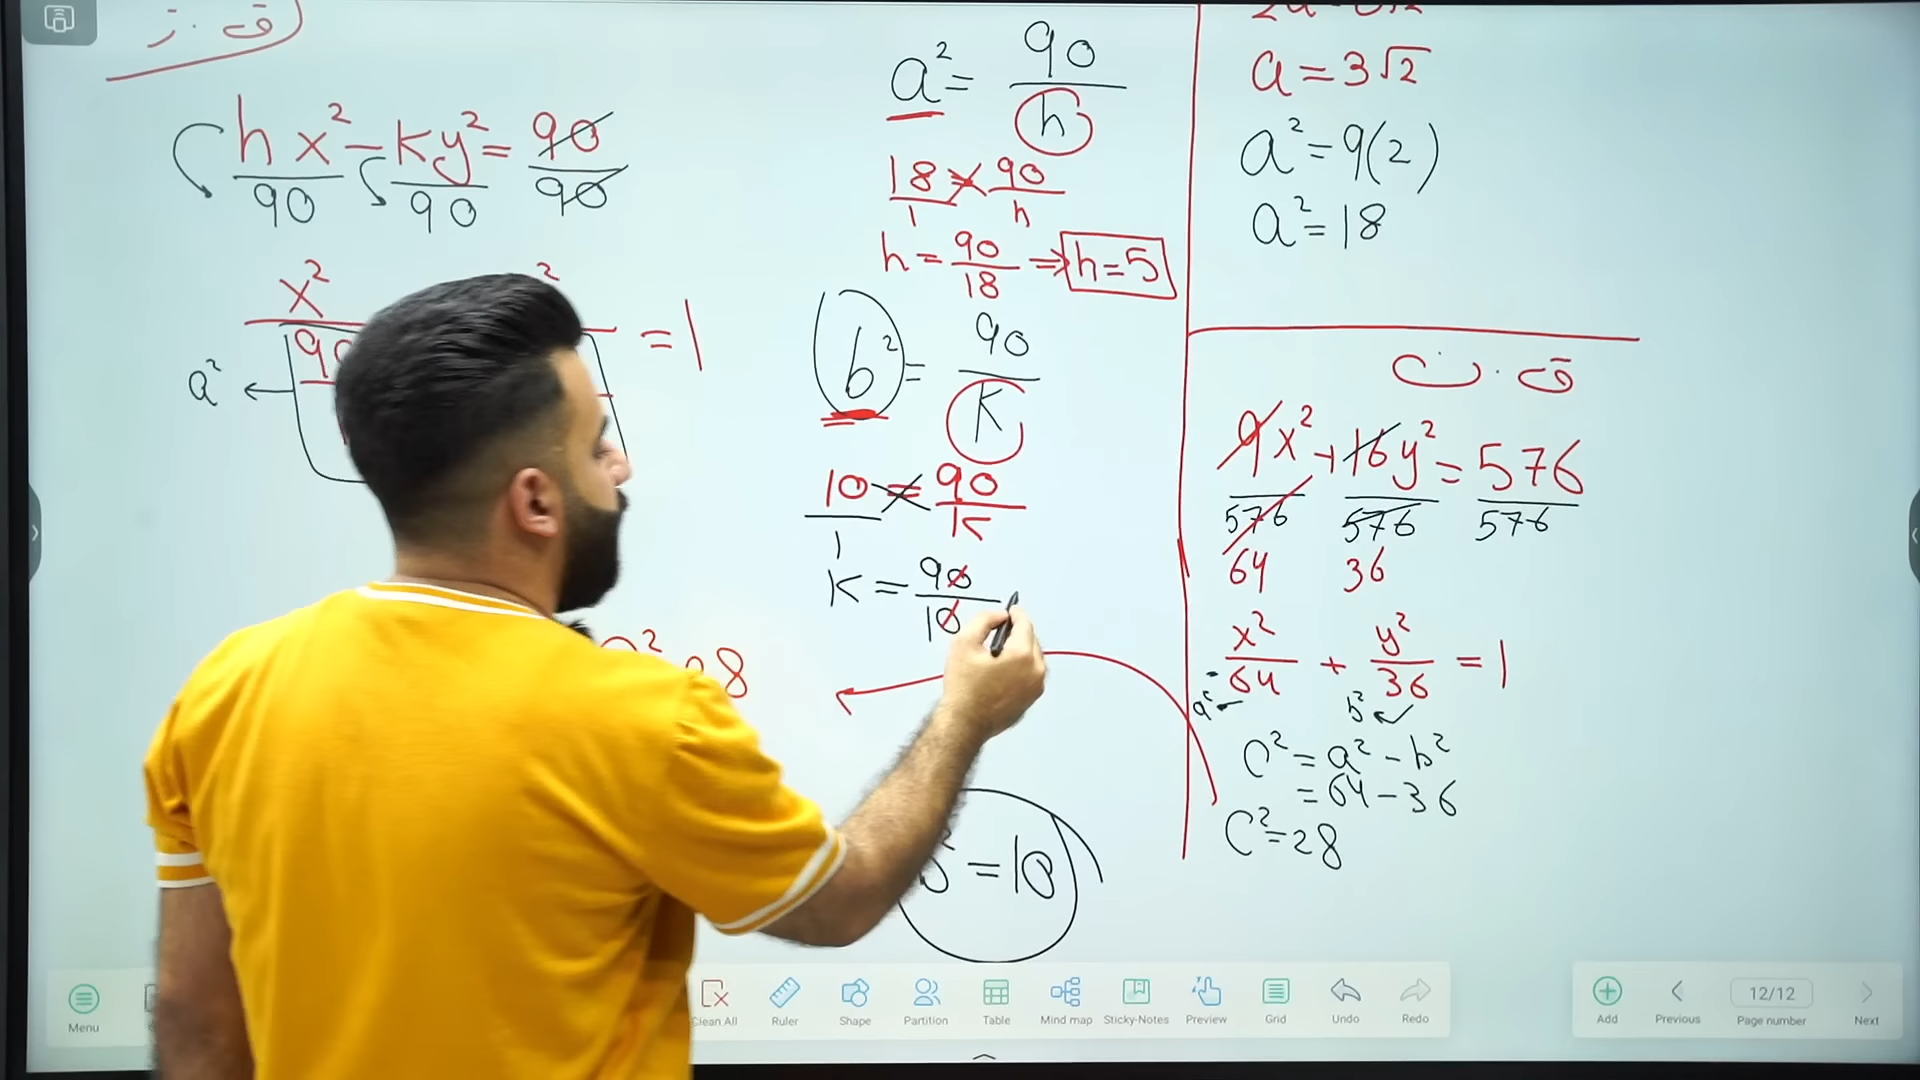 ق.ز
hx² - ky² = 90
90 90 90
x² ² = 1
a² ← 90
² 28
a² = 90
h
18 = 90
1 h
h = 90 ⇒ h = 5
18
b² = 90
K
10 = 90
1 K
K = 90
10
² = 10
a = 3√2
a² = 9(2)
a² = 18
ق.ن
9x² + 16y² = 576
576 576 576
64 36
x² + y² = 1
64 36
a² b²
C² = a² - b²
= 64 - 36
C² = 28
Menu
Clean All
Ruler
Shape
Partition
Table
Mind map
Sticky-Notes
Preview
Grid
Undo
Redo
Add
Previous
12/12
Page number
Next